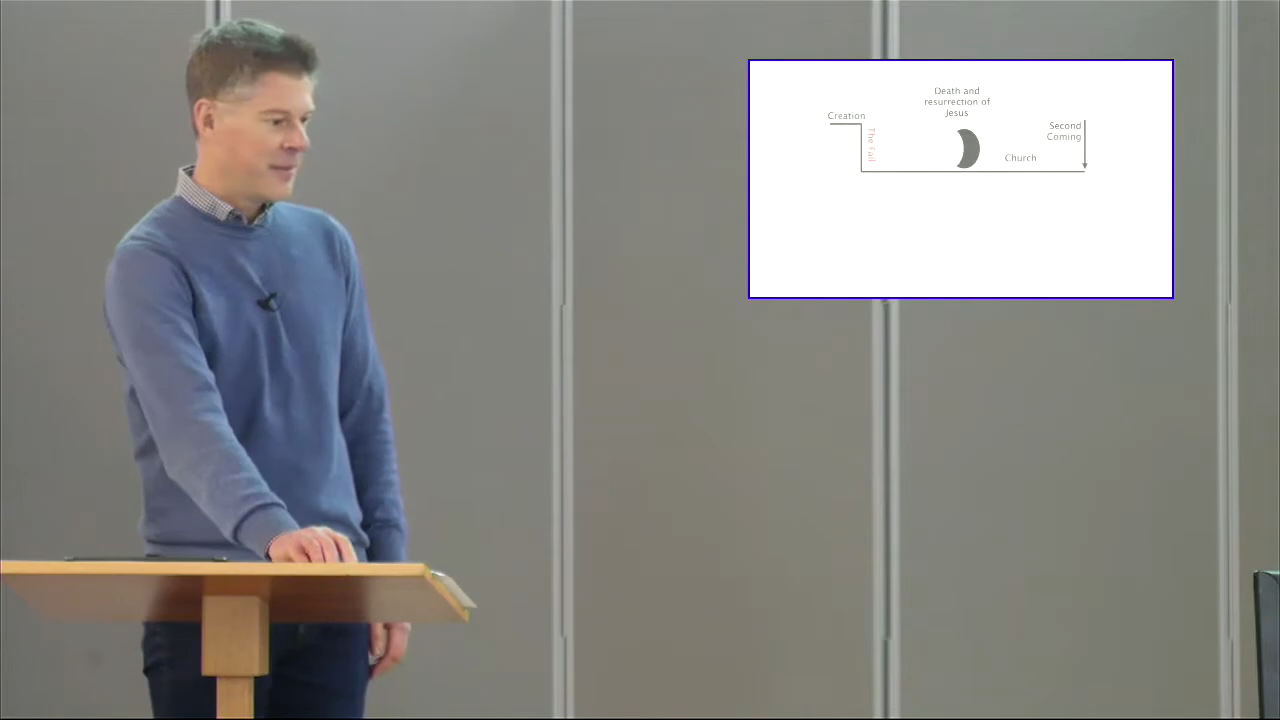 Death and
resurrection of
Jesus
Creation
The Fall
Second
Coming
Church